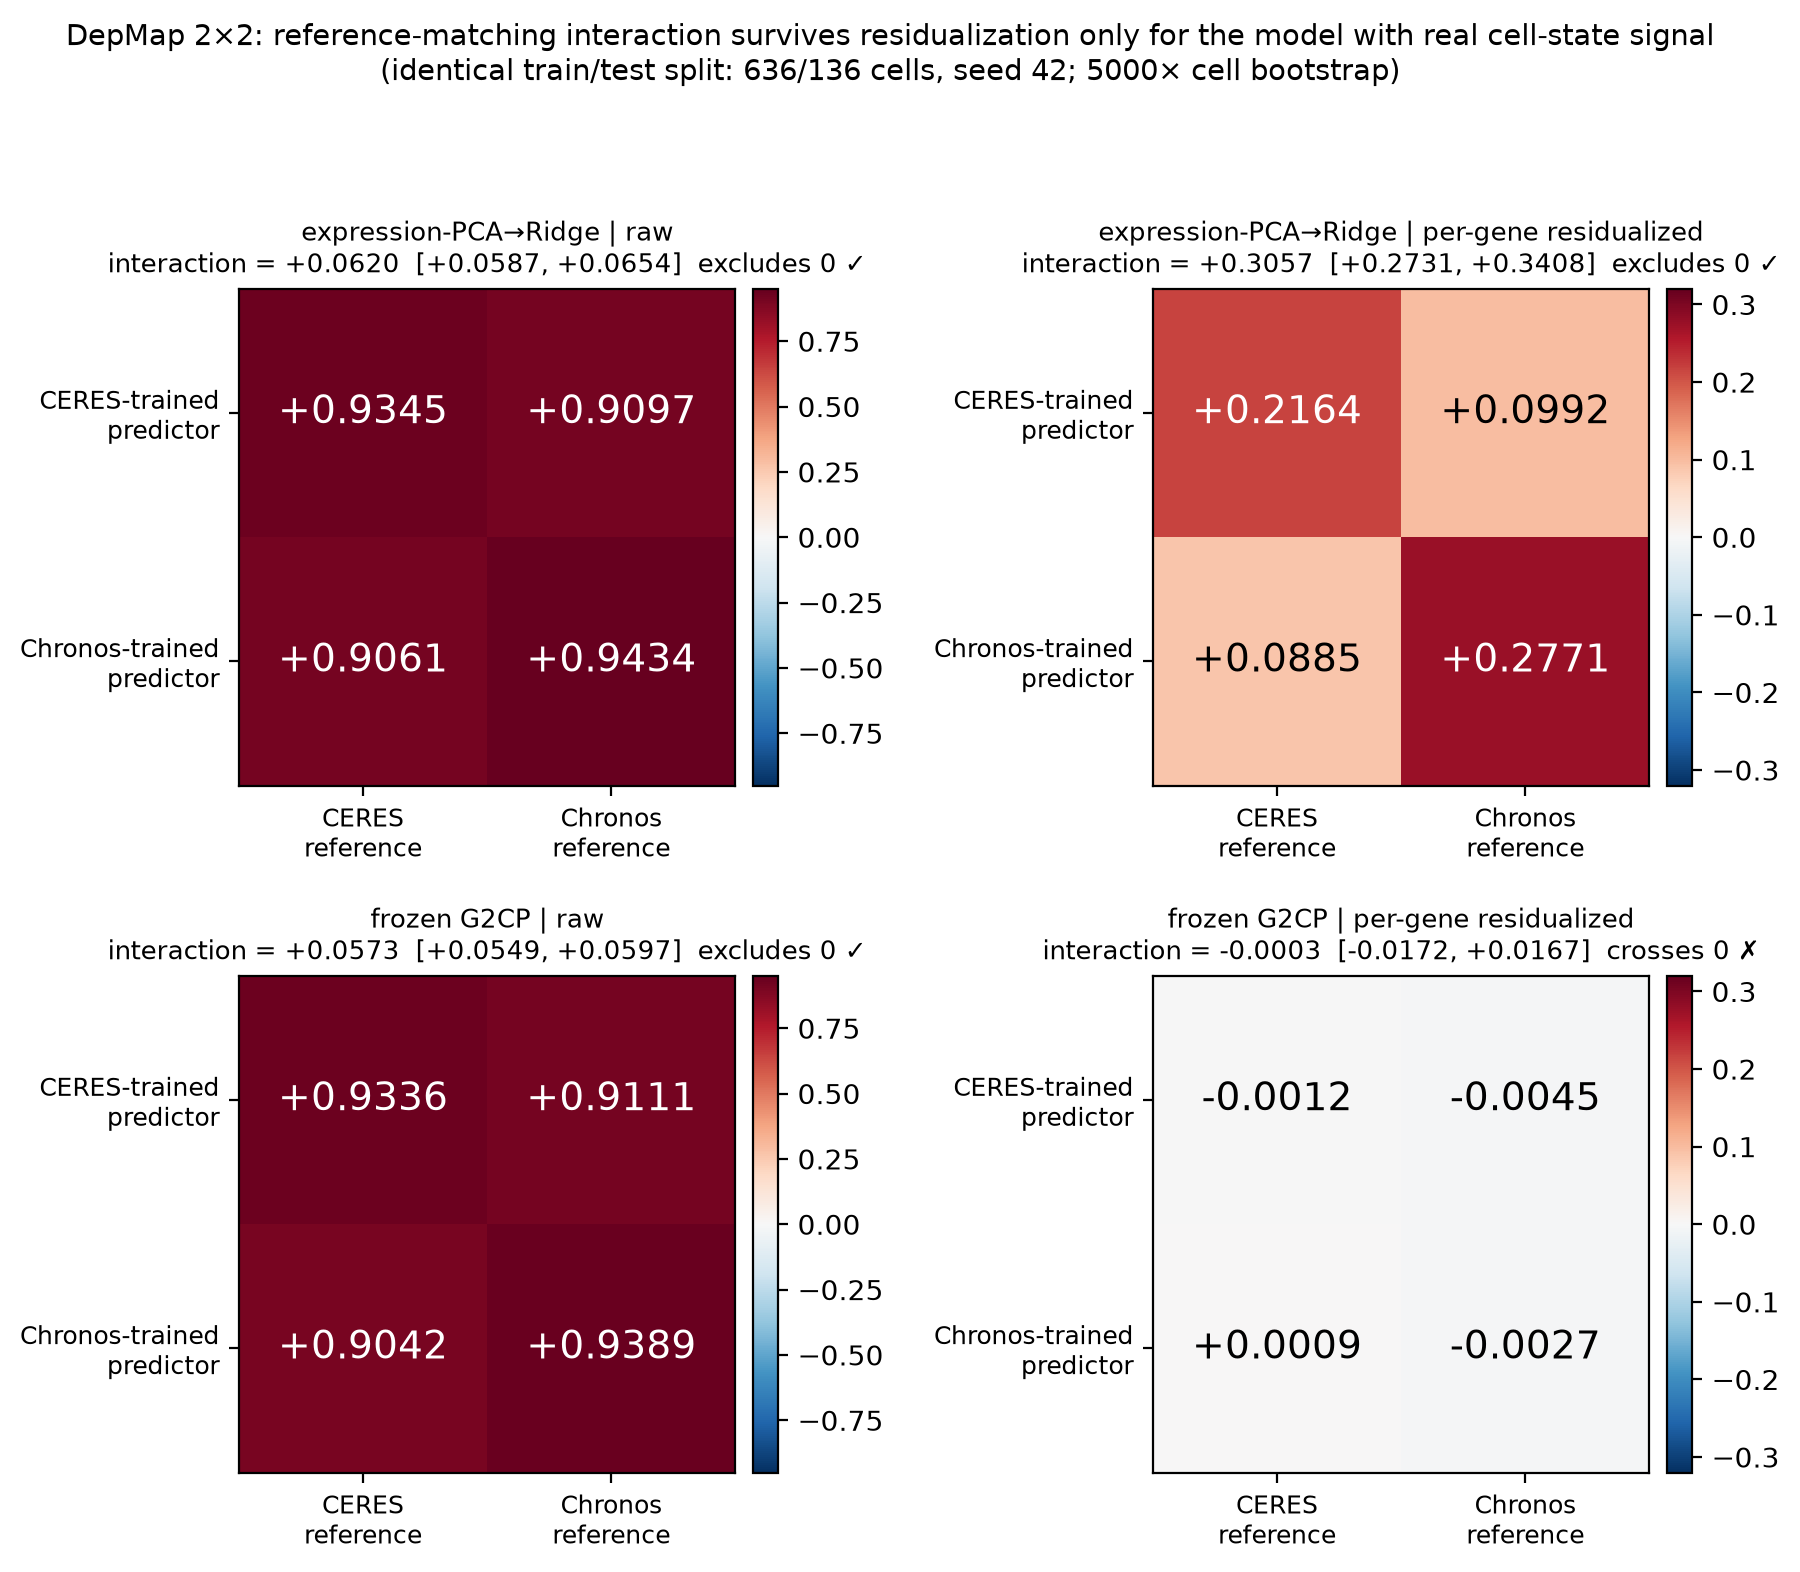 DepMap 2×2: reference-matching interaction survives residualization only for the model with real cell-state signal
(identical train/test split: 636/136 cells, seed 42; 5000× cell bootstrap)
expression-PCA→Ridge | raw
interaction = +0.0620  [+0.0587, +0.0654]  excludes 0 ✓
CERES-trained
predictor
Chronos-trained
predictor
+0.9345
+0.9097
+0.9061
+0.9434
CERES
reference
Chronos
reference
0.75
0.50
0.25
0.00
−0.25
−0.50
−0.75
expression-PCA→Ridge | per-gene residualized
interaction = +0.3057  [+0.2731, +0.3408]  excludes 0 ✓
CERES-trained
predictor
Chronos-trained
predictor
+0.2164
+0.0992
+0.0885
+0.2771
CERES
reference
Chronos
reference
0.3
0.2
0.1
0.0
−0.1
−0.2
−0.3
frozen G2CP | raw
interaction = +0.0573  [+0.0549, +0.0597]  excludes 0 ✓
CERES-trained
predictor
Chronos-trained
predictor
+0.9336
+0.9111
+0.9042
+0.9389
CERES
reference
Chronos
reference
0.75
0.50
0.25
0.00
−0.25
−0.50
−0.75
frozen G2CP | per-gene residualized
interaction = -0.0003  [-0.0172, +0.0167]  crosses 0 ✗
CERES-trained
predictor
Chronos-trained
predictor
-0.0012
-0.0045
+0.0009
-0.0027
CERES
reference
Chronos
reference
0.3
0.2
0.1
0.0
−0.1
−0.2
−0.3